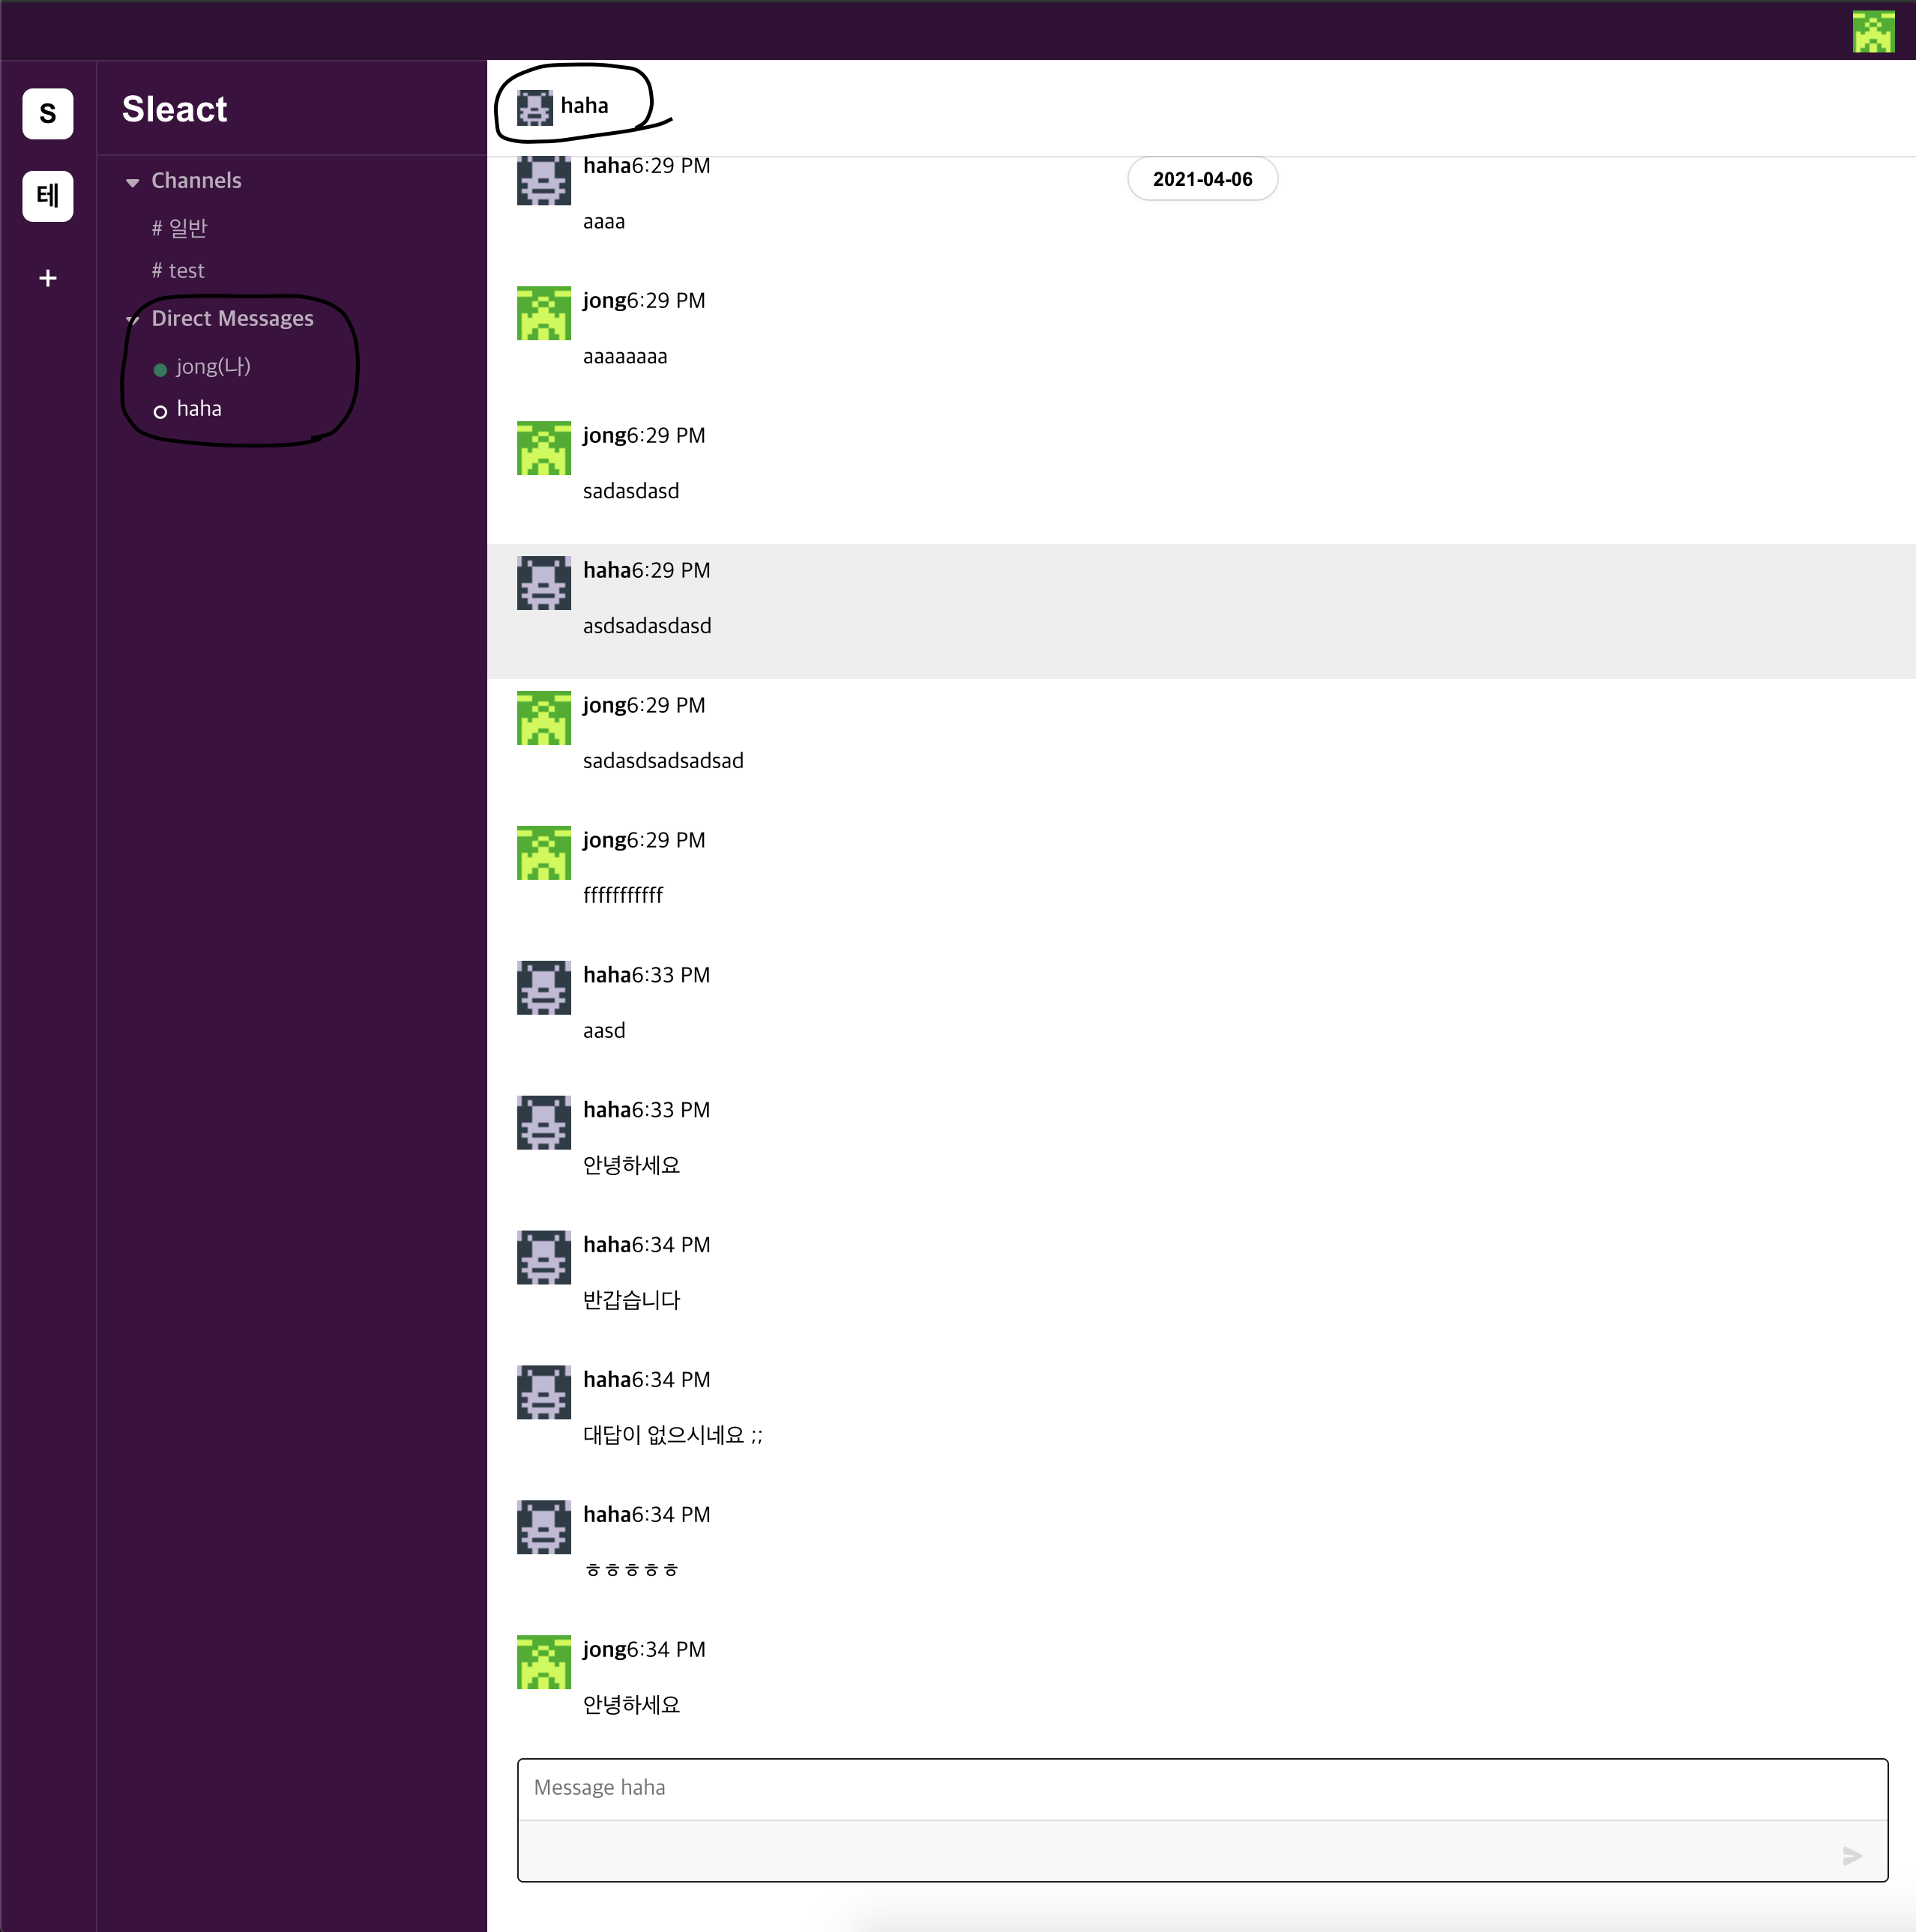 S
테
+
Sleact
Channels
# 일반
# test
Direct Messages
jong(나)
haha
haha
haha6:29 PM
2021-04-06
aaaa
jong6:29 PM
aaaaaaaa
jong6:29 PM
sadasdasd
haha6:29 PM
asdsadasdasd
jong6:29 PM
sadasdsadsadsad
jong6:29 PM
fffffffffff
haha6:33 PM
aasd
haha6:33 PM
안녕하세요
haha6:34 PM
반갑습니다
haha6:34 PM
대답이 없으시네요 ;;
haha6:34 PM
ㅎㅎㅎㅎㅎ
jong6:34 PM
안녕하세요
Message haha